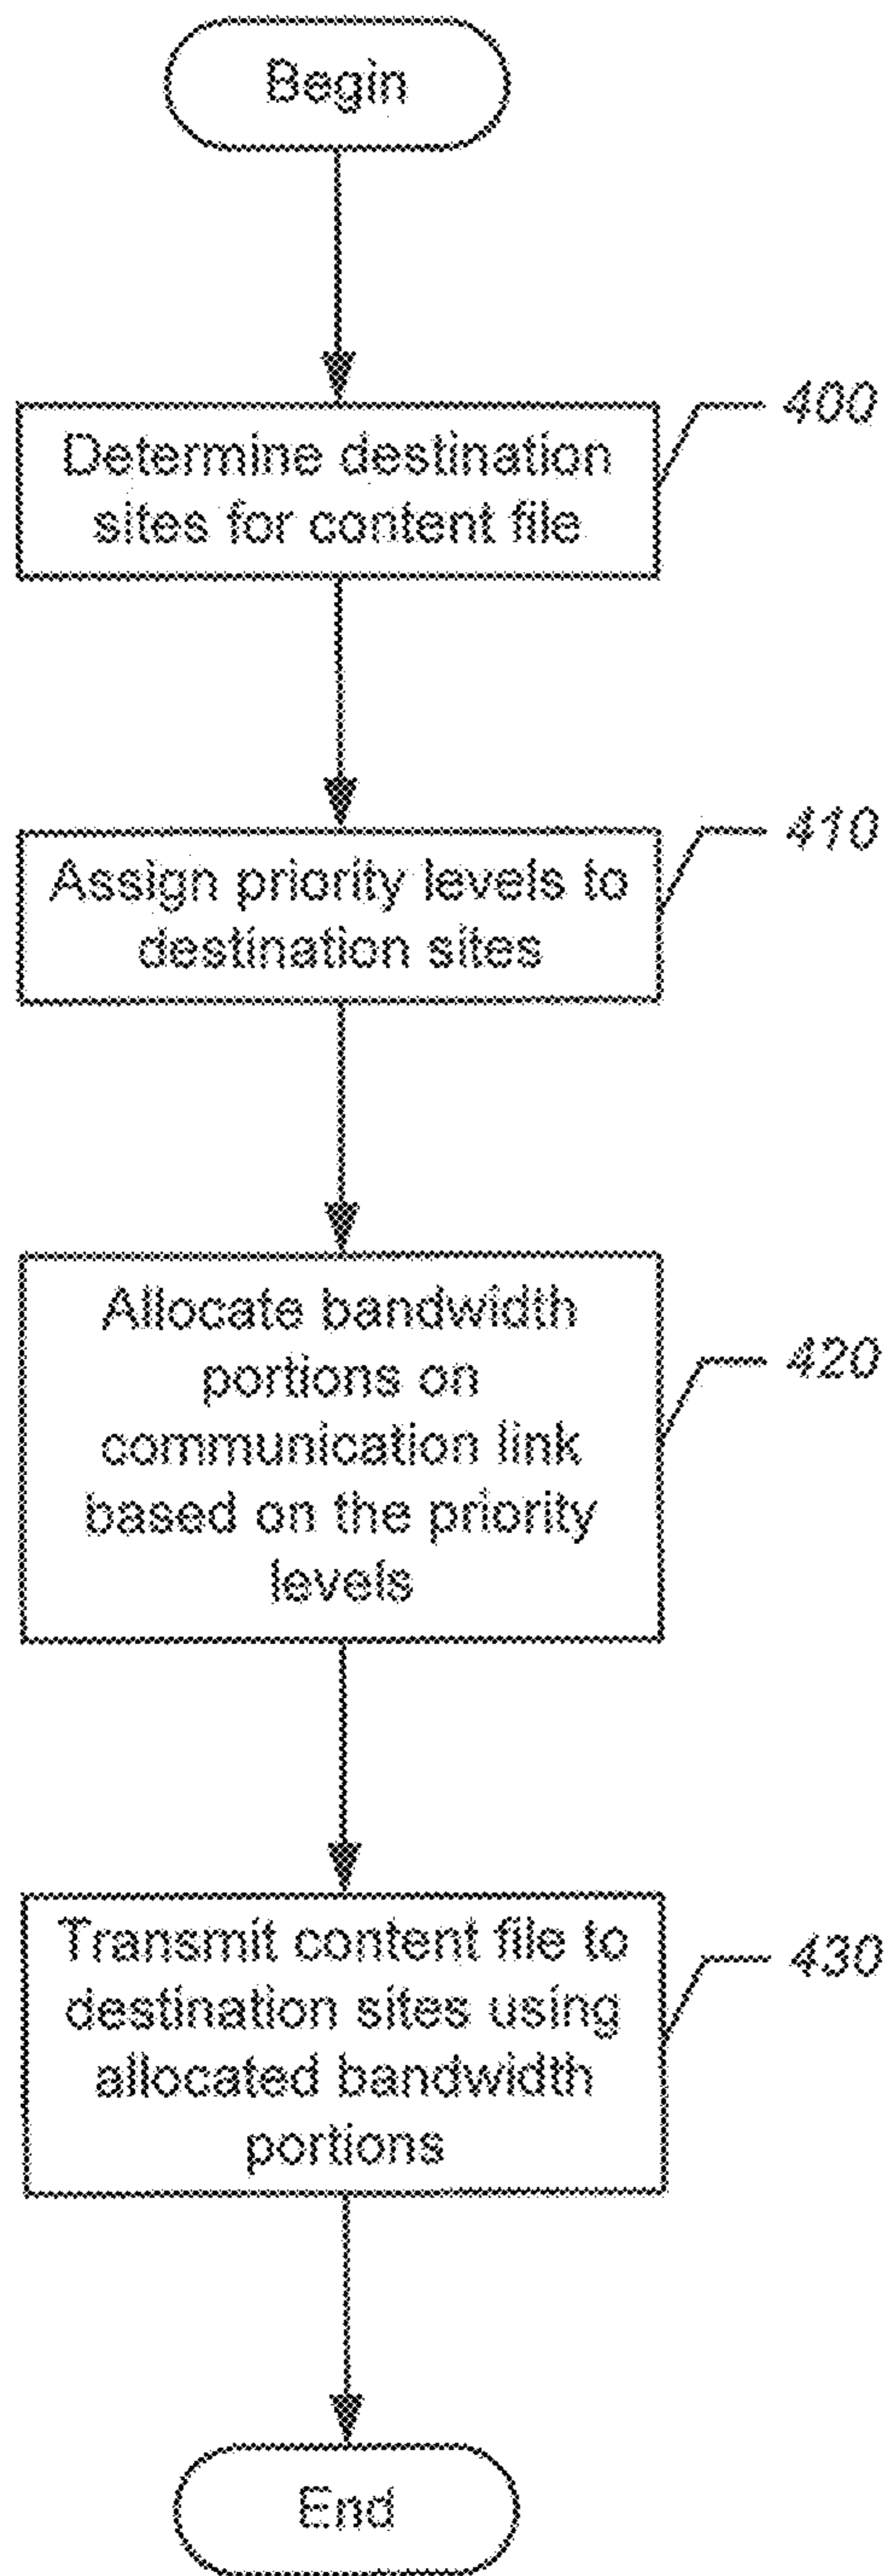 Begin
400
Determine destination
sites for content file
410
Assign priority levels to
destination sites
420
Allocate bandwidth
portions on
communication link
based on the priority
levels
430
Transmit content file to
destination sites using
allocated bandwidth
portions
End